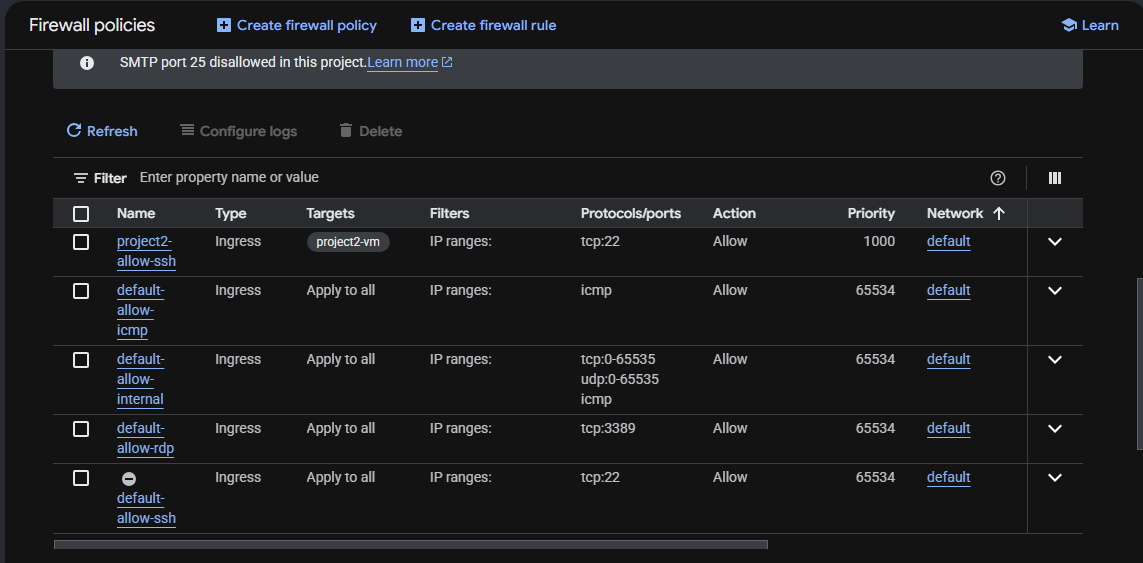 Firewall policies Create firewall policy Create firewall rule Learn
SMTP port 25 disallowed in this project.Learn more
Refresh Configure logs Delete
Filter Enter property name or value
Name Type Targets Filters Protocols/ports Action Priority Network
project2- Ingress project2-vm IP ranges: tcp:22 Allow 1000 default
allow-ssh
default- Ingress Apply to all IP ranges: icmp Allow 65534 default
allow-
icmp
default- Ingress Apply to all IP ranges: tcp:0-65535 Allow 65534 default
allow- udp:0-65535
internal icmp
default- Ingress Apply to all IP ranges: tcp:3389 Allow 65534 default
allow-rdp
Ingress Apply to all IP ranges: tcp:22 Allow 65534 default
default-
allow-ssh